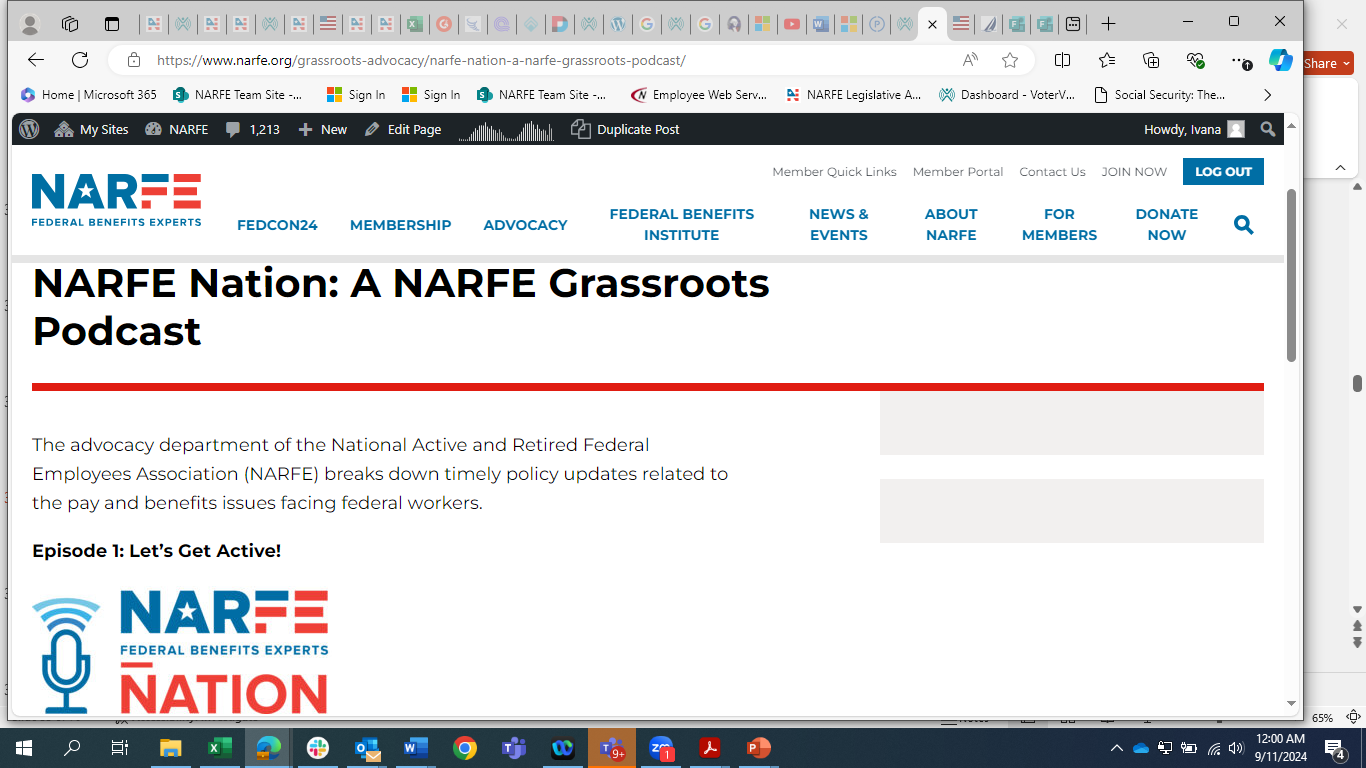 https://www.narfe.org/grassroots-advocacy/narfe-nation-a-narfe-grassroots-podcast/
Share
Home | Microsoft 365
NARFE Team Site -...
Sign In
Sign In
NARFE Team Site -...
Employee Web Serv...
NARFE Legislative A...
Dashboard - VoterV...
Social Security: The...
My Sites
NARFE
1,213
New
Edit Page
Duplicate Post
Howdy, Ivana
Member Quick Links
Member Portal
Contact Us
JOIN NOW
LOG OUT
NARFE
FEDERAL BENEFITS EXPERTS
FEDCON24
MEMBERSHIP
ADVOCACY
FEDERAL BENEFITS
INSTITUTE
NEWS &
EVENTS
ABOUT
NARFE
FOR
MEMBERS
DONATE
NOW
NARFE Nation: A NARFE Grassroots
Podcast
The advocacy department of the National Active and Retired Federal
Employees Association (NARFE) breaks down timely policy updates related to
the pay and benefits issues facing federal workers.
Episode 1: Let's Get Active!
NARFE
FEDERAL BENEFITS EXPERTS
NATION
65%
9+
1
12:00 AM
9/11/2024
4